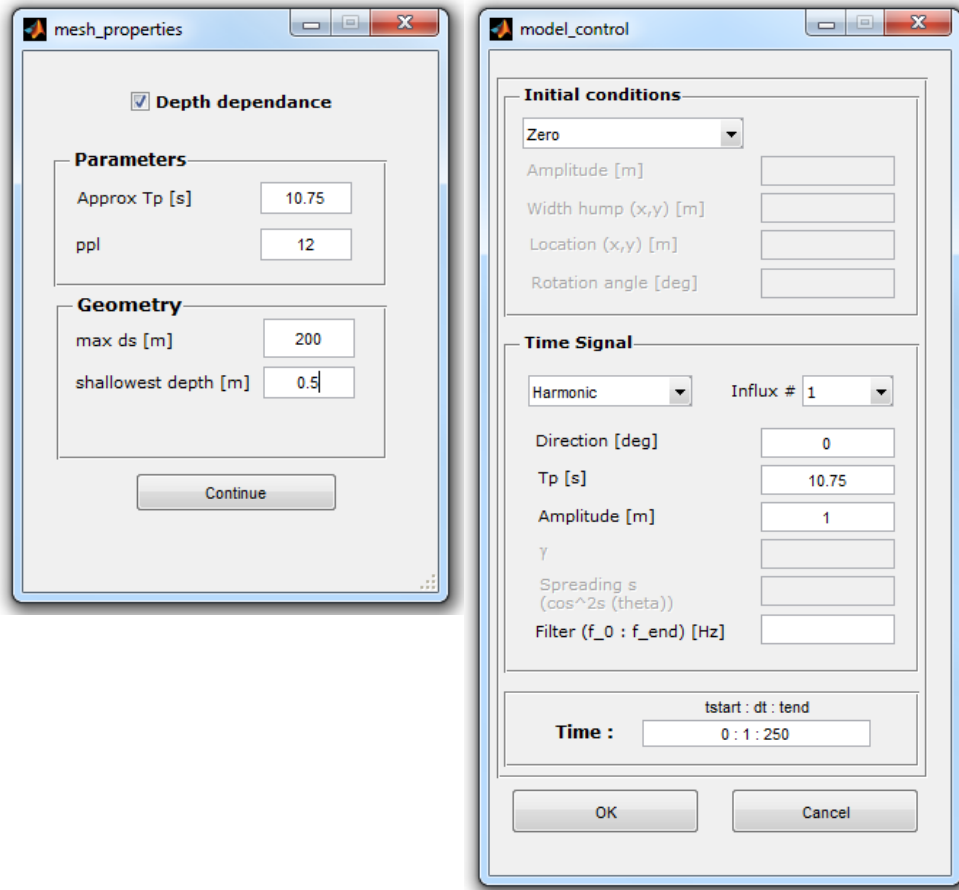 mesh_properties
Depth dependance
Parameters
Approx Tp [s] 10.75
ppl 12
Geometry
max ds [m] 200
shallowest depth [m] 0.5
Continue
model_control
Initial conditions
Zero
Amplitude [m]
Width hump (x,y) [m]
Location (x,y) [m]
Rotation angle [deg]
Time Signal
Harmonic Influx # 1
Direction [deg] 0
Tp [s] 10.75
Amplitude [m] 1
γ
Spreading s
(cos^2s (theta))
Filter (f_0 : f_end) [Hz]
tstart : dt : tend
Time : 0 : 1 : 250
OK Cancel